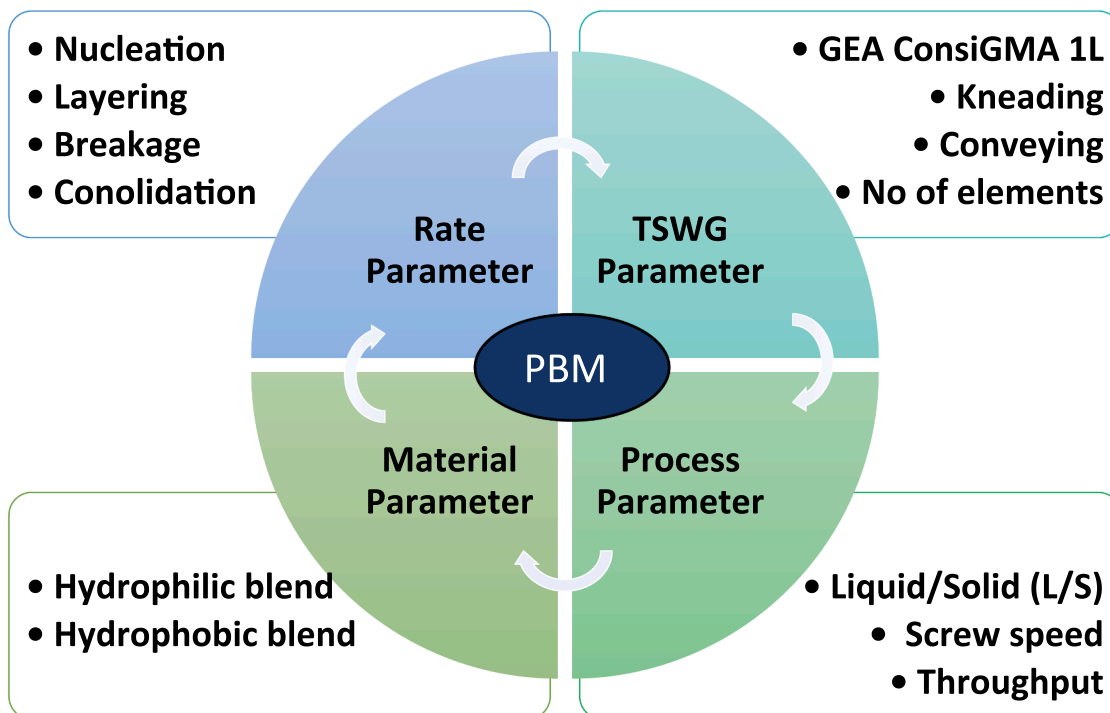 • Nucleation
• Layering
• Breakage
• Conolidation
• GEA ConsiGMA 1L
• Kneading
• Conveying
• No of elements
Rate
Parameter
TSWG
Parameter
PBM
Material
Parameter
Process
Parameter
• Hydrophilic blend
• Hydrophobic blend
• Liquid/Solid (L/S)
• Screw speed
• Throughput